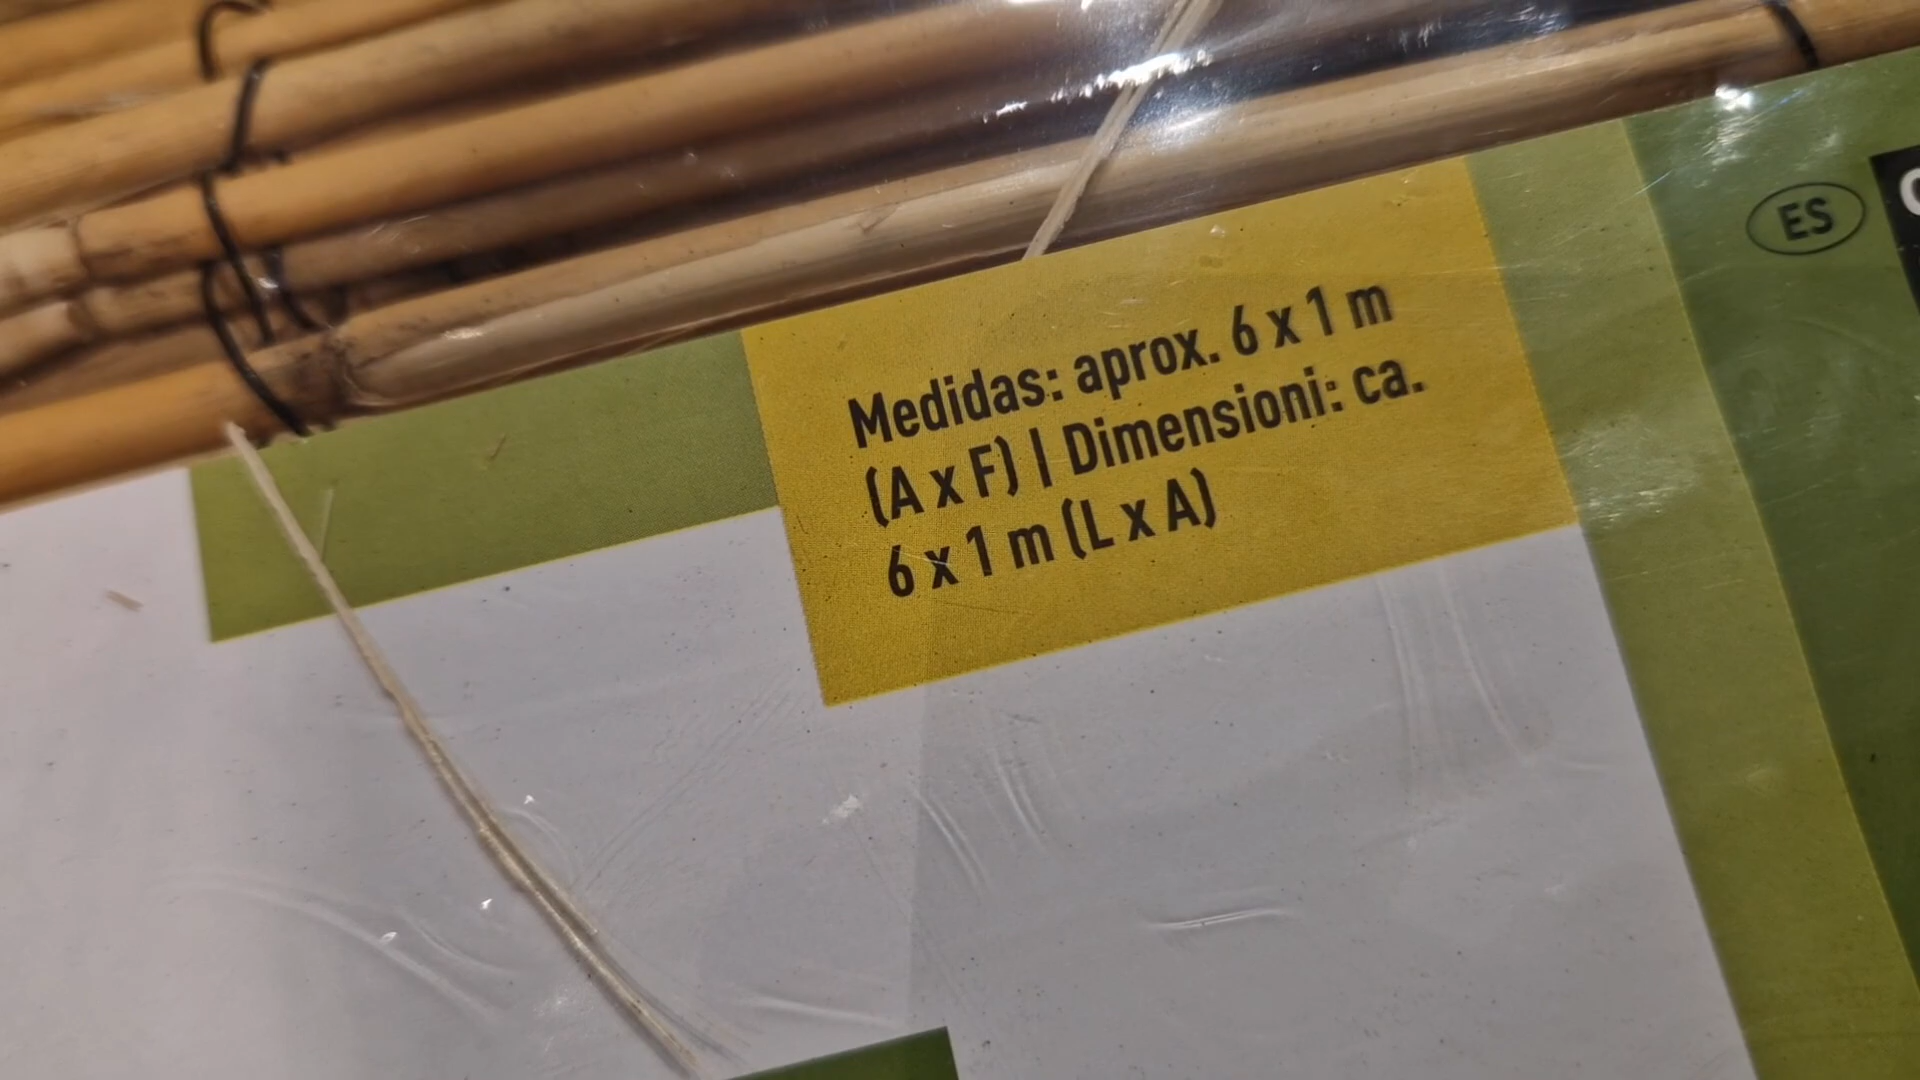 Medidas: aprox. 6 x 1 m
(A x F) | Dimensioni: ca.
6 x 1 m (L x A)
ES